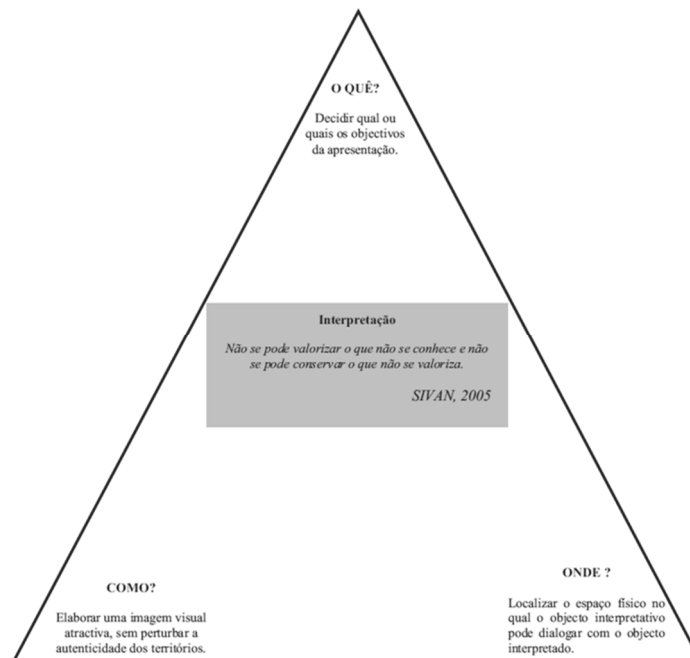 O QUÊ?
Decidir qual ou
quais os objectivos
da apresentação.
Interpretação
Não se pode valorizar o que não se conhece e não
se pode conservar o que não se valoriza.
SIVAN, 2005
COMO?
Elaborar uma imagem visual
atractiva, sem perturbar a
autenticidade dos territórios.
ONDE ?
Localizar o espaço físico no
qual o objecto interpretativo
pode dialogar com o objecto
interpretado.